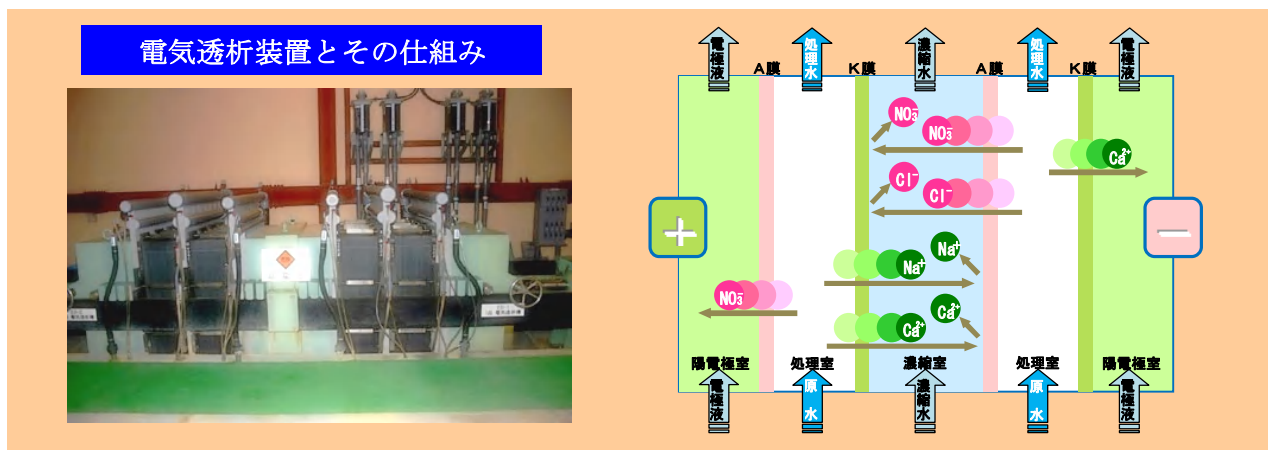 電気透析装置とその仕組み
電極液
処理水
濃縮水
処理水
電極液
A膜
K膜
A膜
K膜
NO₃⁻
NO₃⁻
Ca²⁺
Cl⁻
Cl⁻
+
−
Na⁺
Na⁺
NO₃⁻
Ca²⁺
Ca²⁺
陽電極室
処理室
濃縮室
処理室
陽電極室
電極液
原水
濃縮水
原水
電極液